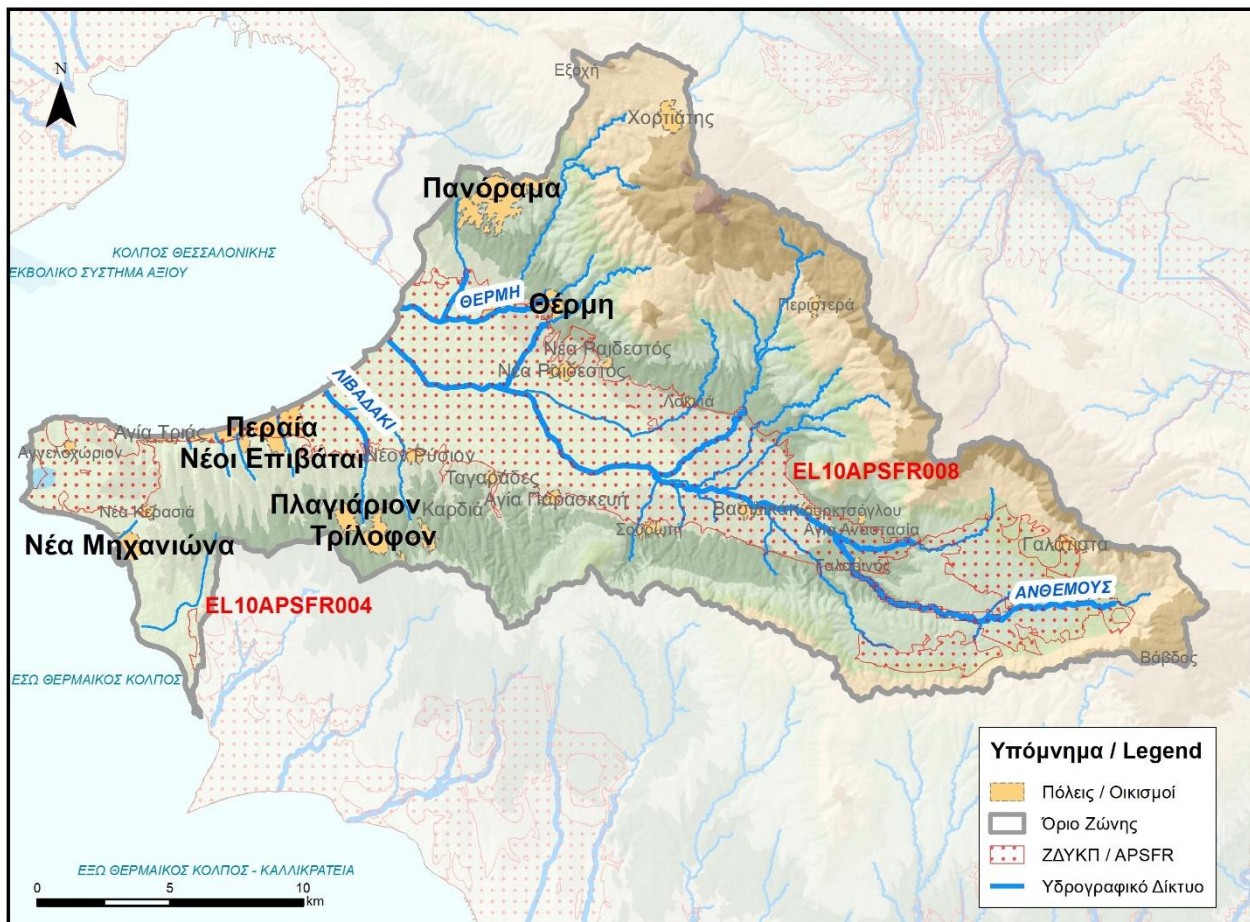 N
Εξοχή
Χορτιάτης
Πανόραμα
ΚΟΛΠΟΣ ΘΕΣΣΑΛΟΝΙΚΗΣ
ΕΚΒΟΛΙΚΟ ΣΥΣΤΗΜΑ ΑΞΙΟΥ
ΘΕΡΜΗ
Θέρμη
Περιστερά
Νέα Ραιδεστός
Νέα Ραιδεστός
ΛΙΒΑΔΑΚΙ
Λακκιά
Περαία
Αγία Τριάς
Αγγελοχώριον
Νέοι Επιβάται
Νέον Ρύσιον
Ταγαράδες
EL10APSFR008
Αγία Παρασκευή
Πλαγιάριον
Καρδιά
Τρίλοφον
Νέα Κερασιά
Βασιλικά
Κιουρκτσόγλου
Αγία Αναστασία
Σουρωτή
Νέα Μηχανιώνα
Γαλάτιστα
Γαλαρινός
ΑΝΘΕΜΟΥΣ
EL10APSFR004
Βάβδος
ΕΣΩ ΘΕΡΜΑΙΚΟΣ ΚΟΛΠΟΣ
Υπόμνημα / Legend
Πόλεις / Οικισμοί
Όριο Ζώνης
ΖΔΥΚΠ / APSFR
Υδρογραφικό Δίκτυο
ΕΞΩ ΘΕΡΜΑΙΚΟΣ ΚΟΛΠΟΣ - ΚΑΛΛΙΚΡΑΤΕΙΑ
0 5 10
km